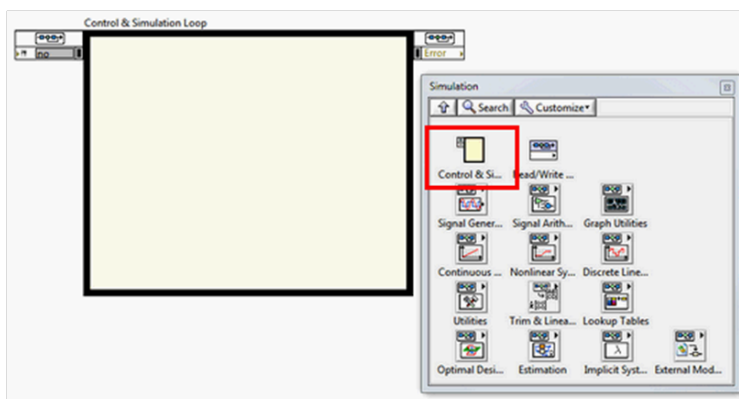 Control & Simulation Loop
no
Error
Simulation
Search Customize
Control & Si... Read/Write ...
Signal Gener... Signal Arith... Graph Utilities
Continuous ... Nonlinear Sy... Discrete Line...
Utilities Trim & Linea... Lookup Tables
Optimal Desi... Estimation Implicit Syst... External Mod...